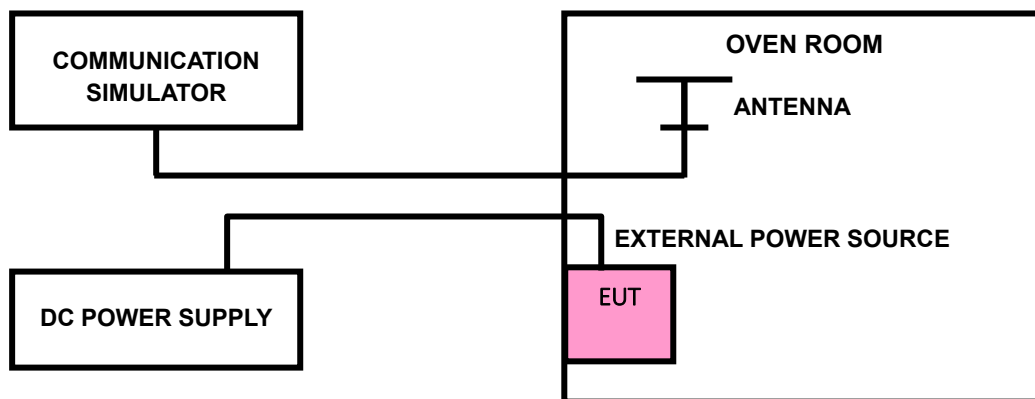 COMMUNICATION
SIMULATOR
OVEN ROOM
ANTENNA
EXTERNAL POWER SOURCE
DC POWER SUPPLY
EUT